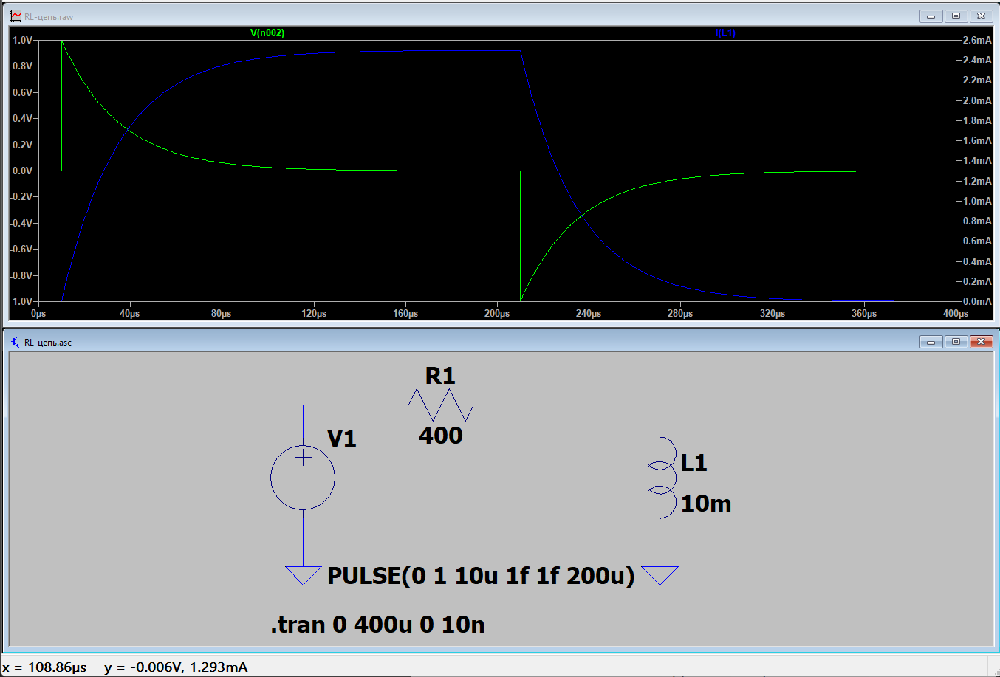 RL-цепь.raw
V(n002) I(L1)
1.0V 2.6mA
0.8V 2.4mA
0.6V 2.2mA
0.4V 2.0mA
0.2V 1.8mA
0.0V 1.6mA
-0.2V 1.4mA
-0.4V 1.2mA
-0.6V 1.0mA
-0.8V 0.8mA
-1.0V 0.6mA
0.4mA
0.2mA
0.0mA
0µs 40µs 80µs 120µs 160µs 200µs 240µs 280µs 320µs 360µs 400µs
RL-цепь.asc
R1
400
V1
L1
10m
PULSE(0 1 10u 1f 1f 200u)
.tran 0 400u 0 10n
x = 108.86µs y = -0.006V, 1.293mA